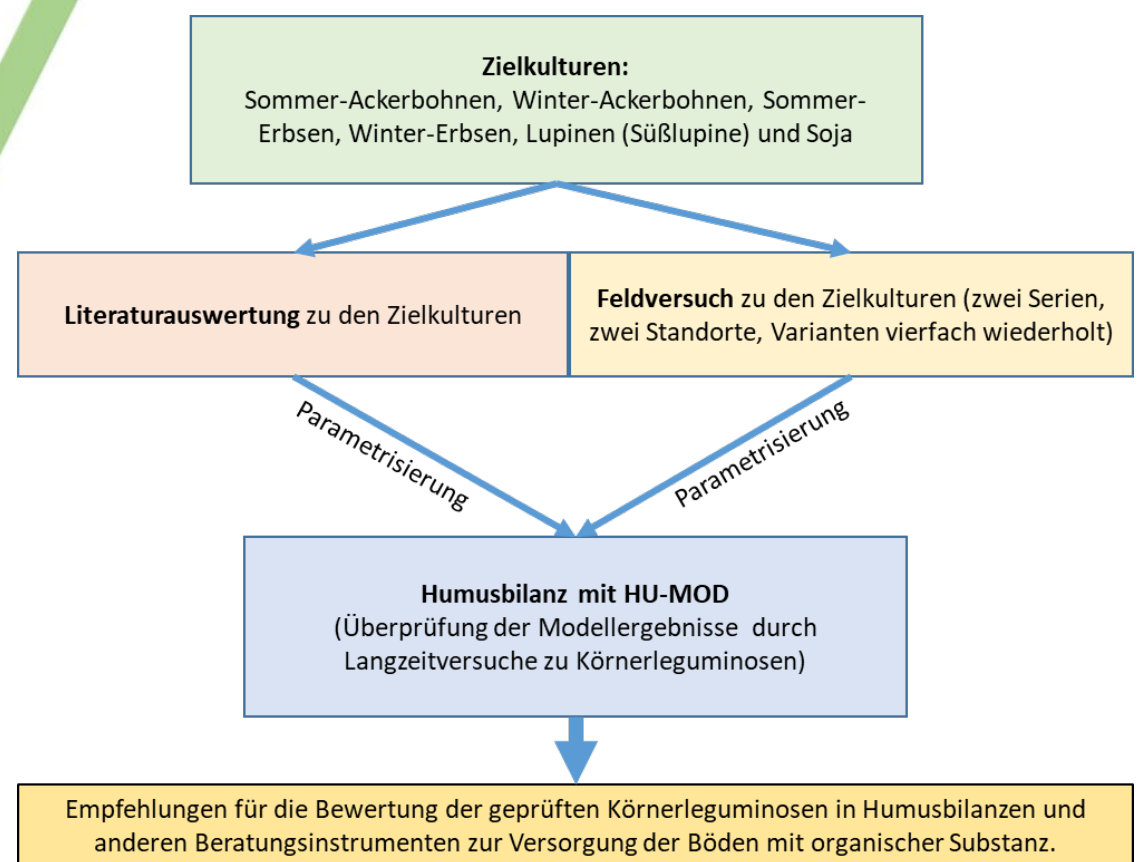 Zielkulturen:
Sommer-Ackerbohnen, Winter-Ackerbohnen, Sommer-
Erbsen, Winter-Erbsen, Lupinen (Süßlupine) und Soja
Literaturauswertung zu den Zielkulturen
Feldversuch zu den Zielkulturen (zwei Serien,
zwei Standorte, Varianten vierfach wiederholt)
Parametrisierung
Parametrisierung
Humusbilanz mit HU-MOD
(Überprüfung der Modellergebnisse durch
Langzeitversuche zu Körnerleguminosen)
Empfehlungen für die Bewertung der geprüften Körnerleguminosen in Humusbilanzen und
anderen Beratungsinstrumenten zur Versorgung der Böden mit organischer Substanz.